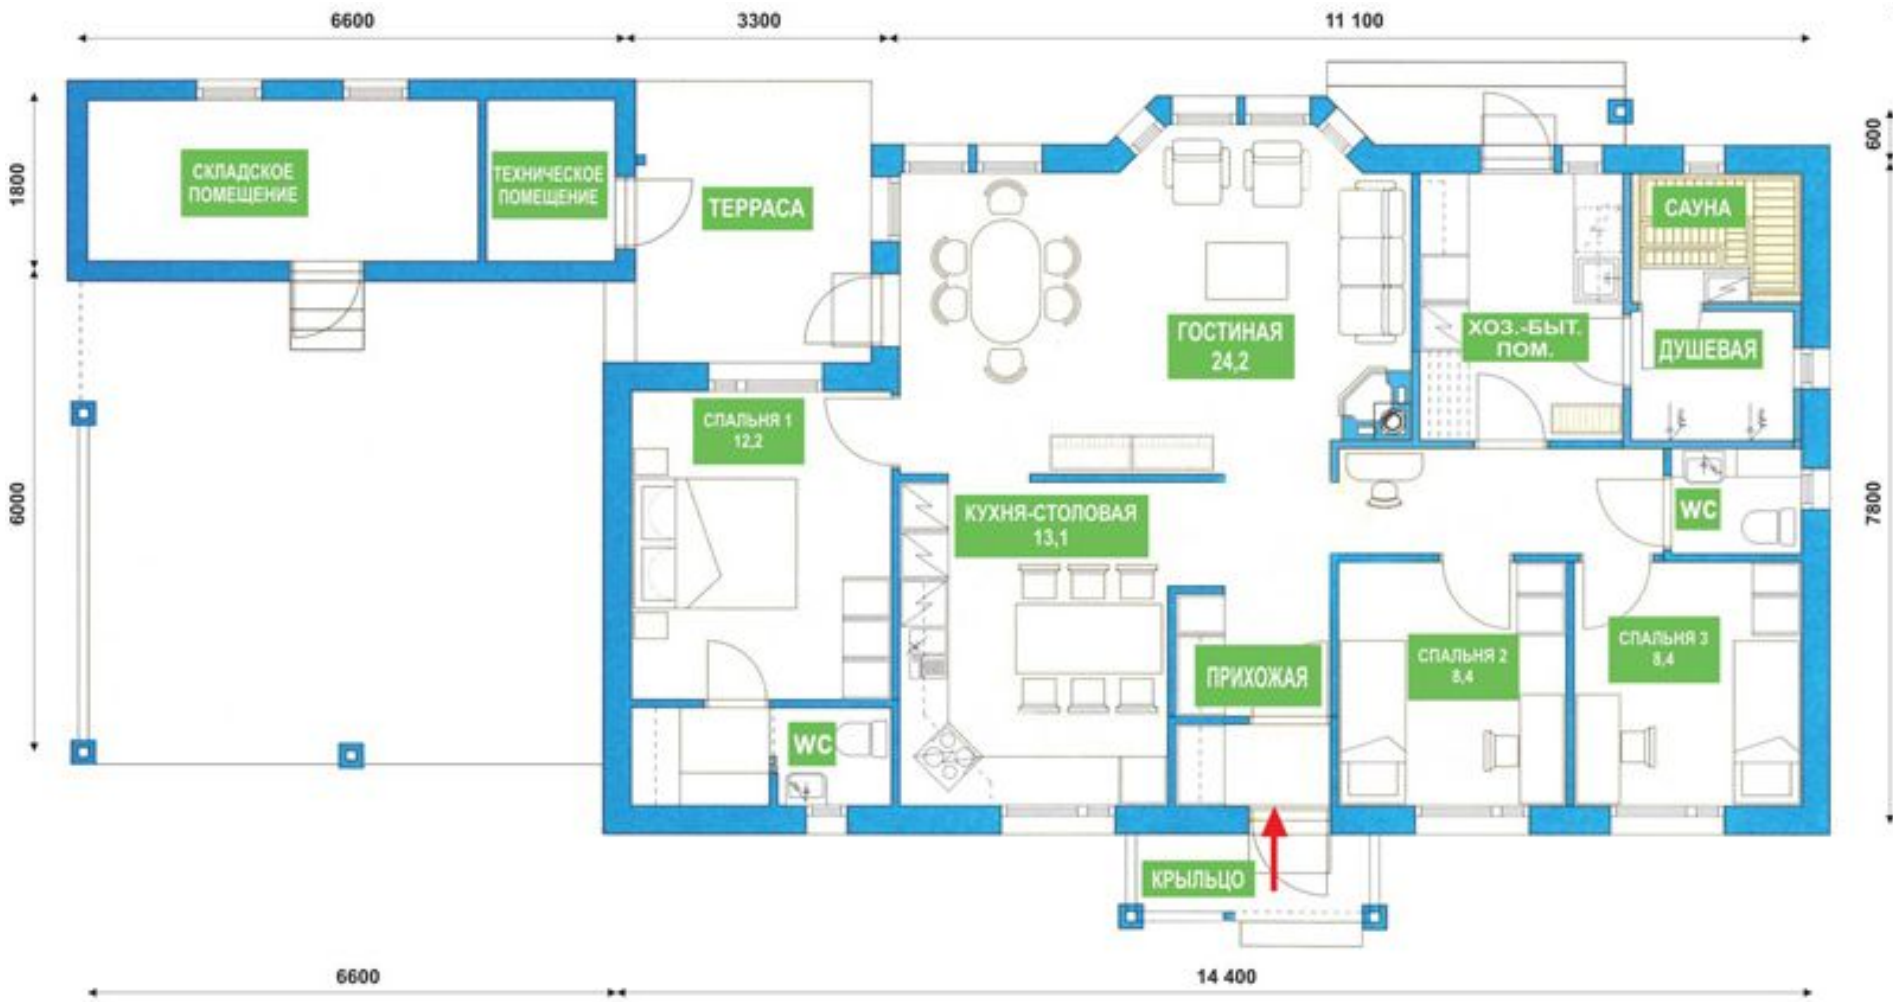 6600
3300
11 100
1800
6000
600
7800
СКЛАДСКОЕ
ПОМЕЩЕНИЕ
ТЕХНИЧЕСКОЕ
ПОМЕЩЕНИЕ
ТЕРРАСА
САУНА
ГОСТИНАЯ
24,2
ХОЗ.-БЫТ.
ПОМ.
ДУШЕВАЯ
СПАЛЬНЯ 1
12,2
КУХНЯ-СТОЛОВАЯ
13,1
WC
СПАЛЬНЯ 2
8,4
СПАЛЬНЯ 3
8,4
ПРИХОЖАЯ
WC
КРЫЛЬЦО
6600
14 400